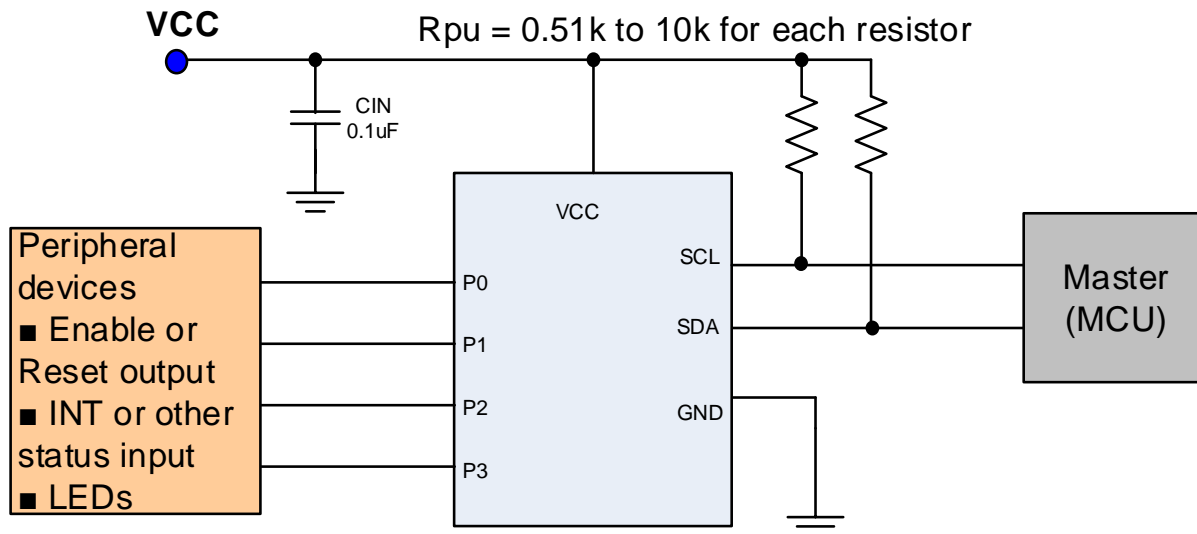 VCC
Rpu = 0.51k to 10k for each resistor
CIN
0.1uF
VCC
Peripheral
devices
■ Enable or
Reset output
■ INT or other
status input
■ LEDs
P0
P1
P2
P3
SCL
SDA
GND
Master
(MCU)